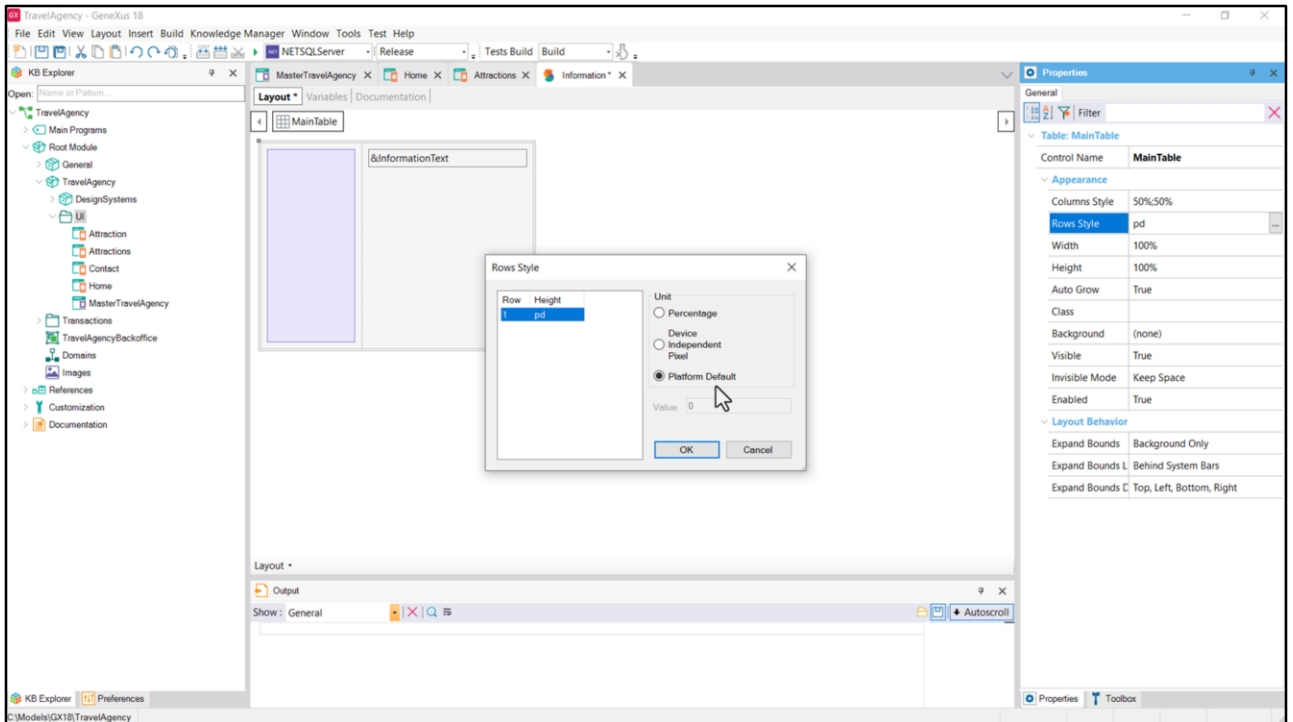 GX TravelAgency - GeneXus 18
File Edit View Layout Insert Build Knowledge Manager Window Tools Test Help
.NET NETSQLServer Release Tests Build Build
KB Explorer
Open: Name or Pattern ...
TravelAgency
Main Programs
Root Module
General
TravelAgency
DesignSystems
UI
Attraction
Attractions
Contact
Home
MasterTravelAgency
Transactions
TravelAgencyBackoffice
Domains
Images
References
Customization
Documentation
KB Explorer Preferences
MasterTravelAgency X Home X Attractions X Information * X
Layout * Variables Documentation
MainTable
&InformationText
Rows Style
Row Height
1 pd
Unit
Percentage
Device
Independent
Pixel
Platform Default
Value 0
OK Cancel
Layout
Output
Show: General
Autoscroll
Properties
General
Filter
Table: MainTable
Control Name MainTable
Appearance
Columns Style 50%;50%
Rows Style pd ...
Width 100%
Height 100%
Auto Grow True
Class
Background (none)
Visible True
Invisible Mode Keep Space
Enabled True
Layout Behavior
Expand Bounds Background Only
Expand Bounds L Behind System Bars
Expand Bounds D Top, Left, Bottom, Right
Properties Toolbox
C:\Models\GX18\TravelAgency